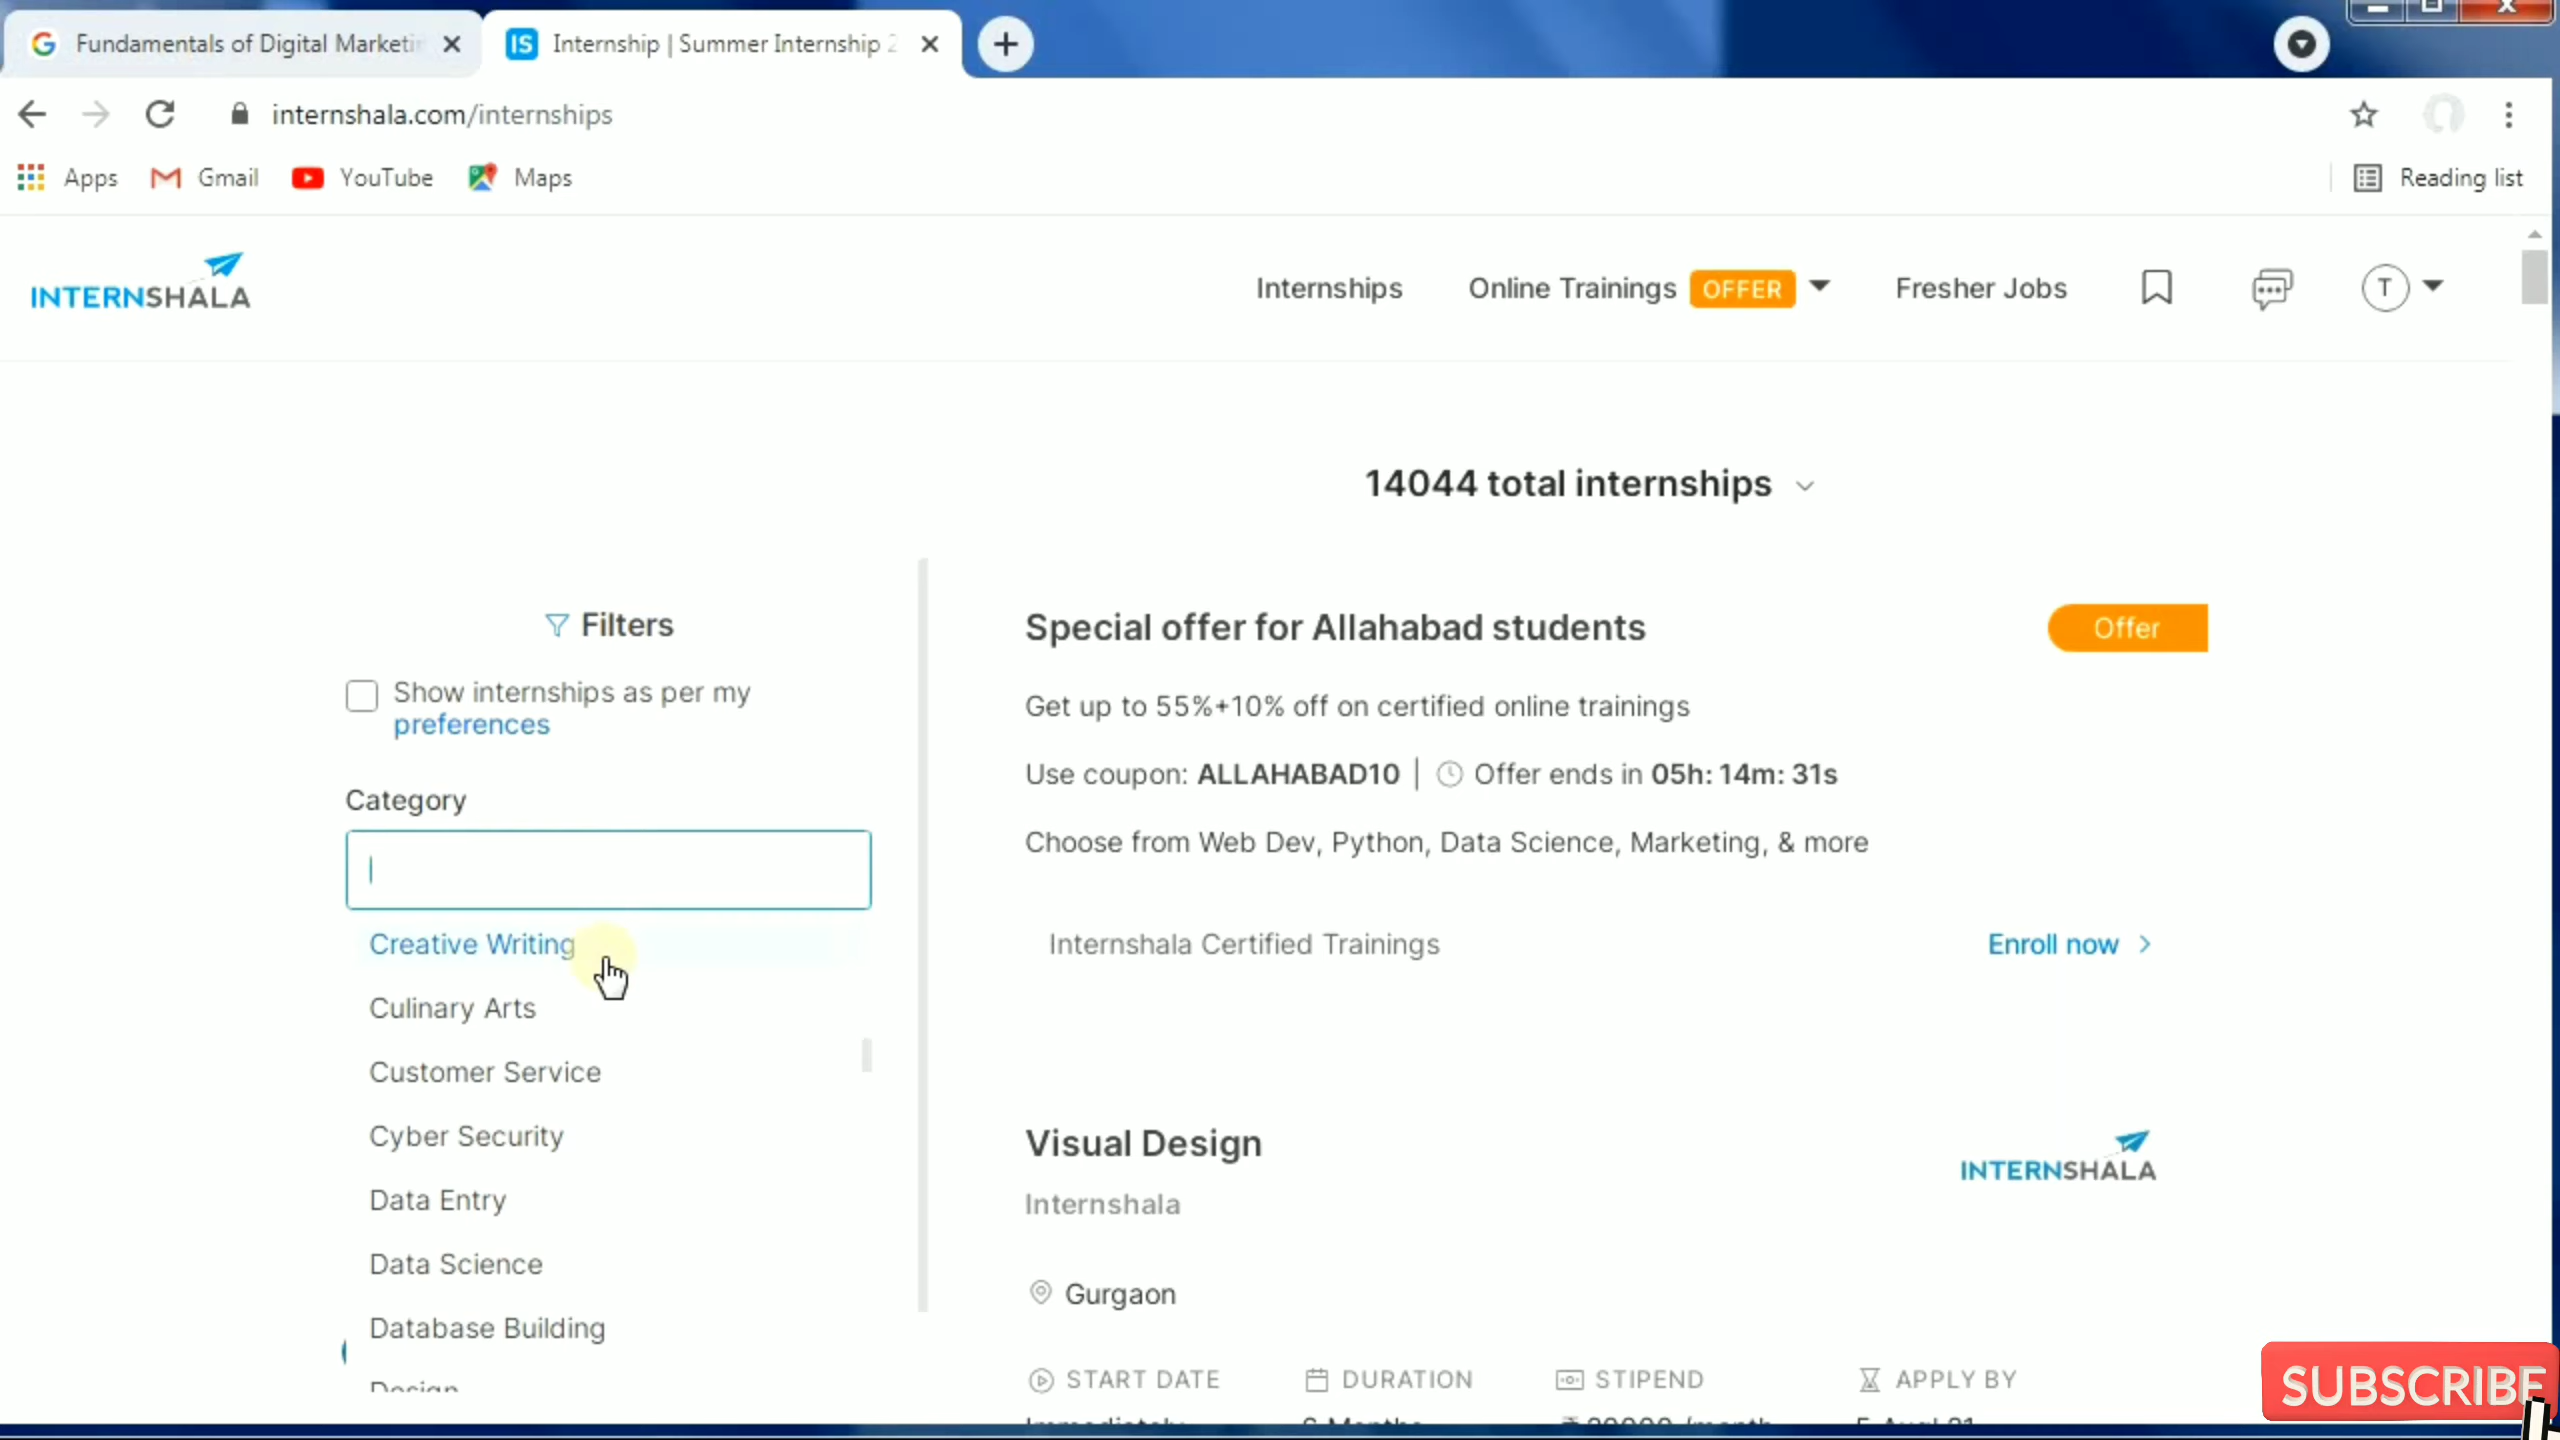 Fundamentals of Digital Marketi
IS Internship | Summer Internship 2
internshala.com/internships
Apps Gmail YouTube Maps Reading list
INTERNSHALA
Internships Online Trainings OFFER Fresher Jobs T
14044 total internships
Filters
Show internships as per my
preferences
Category
Creative Writing
Culinary Arts
Customer Service
Cyber Security
Data Entry
Data Science
Database Building
Design
Special offer for Allahabad students Offer
Get up to 55%+10% off on certified online trainings
Use coupon: ALLAHABAD10 | Offer ends in 05h: 14m: 31s
Choose from Web Dev, Python, Data Science, Marketing, & more
Internshala Certified Trainings Enroll now
Visual Design
INTERNSHALA
Internshala
Gurgaon
START DATE DURATION STIPEND APPLY BY
Immediately
SUBSCRIBE